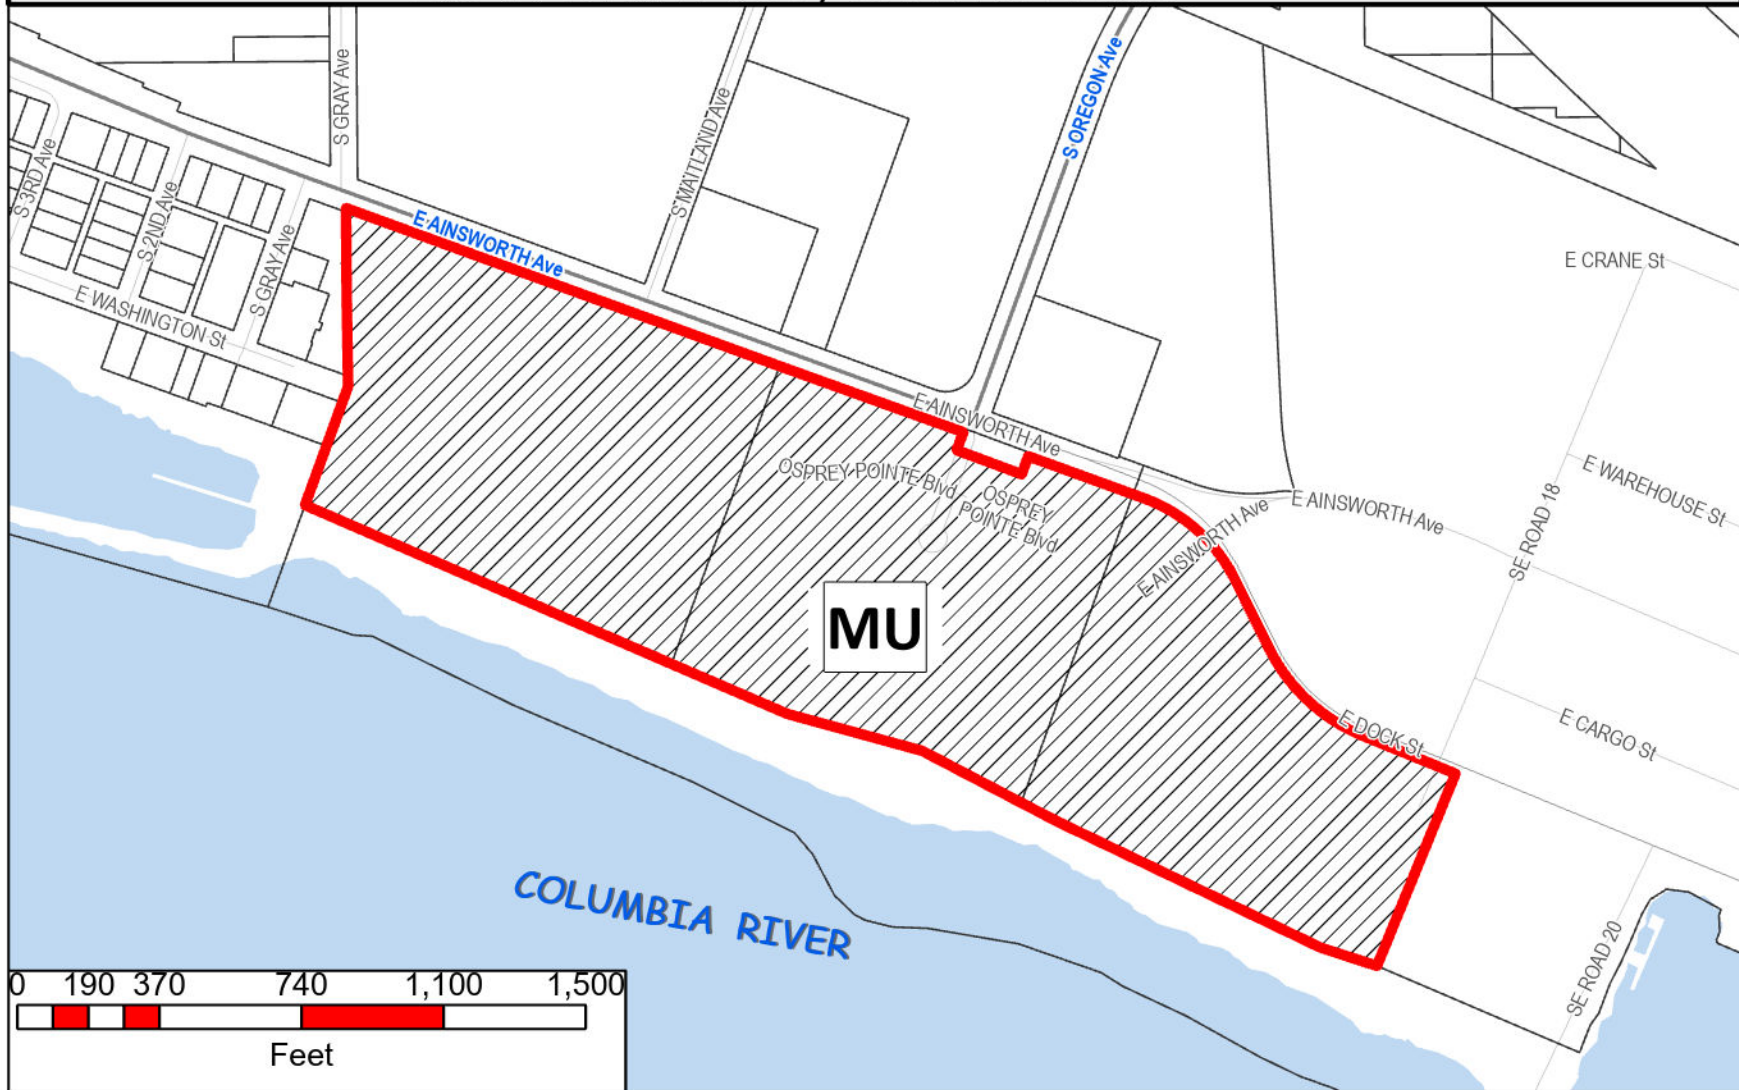 S GRAY Ave
S MAITLAND Ave
S OREGON Ave
S 3RD Ave
S 2ND Ave
S GRAY Ave
E WASHINGTON St
E AINSWORTH Ave
E CRANE St
E AINSWORTH Ave
OSPREY POINTE Blvd
OSPREY
POINTE Blvd
E AINSWORTH Ave
E AINSWORTH Ave
E WAREHOUSE St
SE ROAD 18
MU
E DOCK St
E CARGO St
COLUMBIA RIVER
SE ROAD 20
0 190 370 740 1,100 1,500
Feet